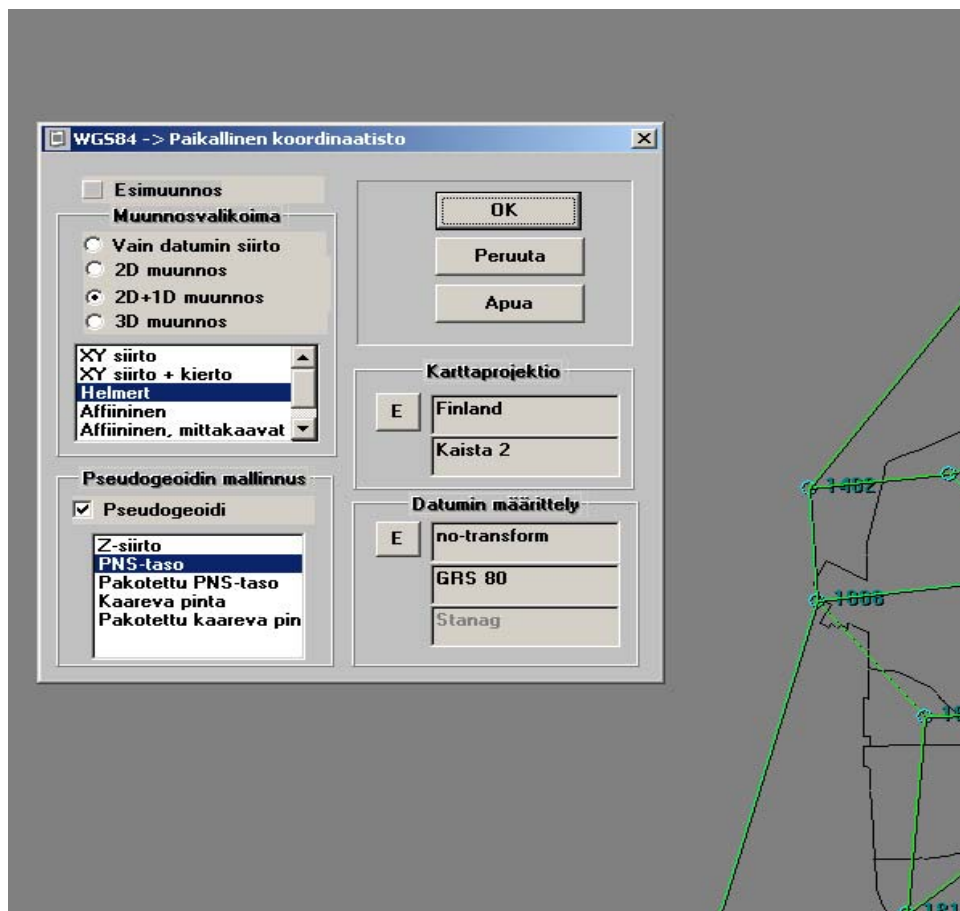 WGS84 -> Paikallinen koordinaatisto
Esimuunnos
Muunnosvalikoima
Vain datumin siirto
2D muunnos
2D+1D muunnos
3D muunnos
XY siirto
XY siirto + kierto
Helmert
Affiininen
Affiininen, mittakaavat
Pseudogeoidin mallinnus
Pseudogeoidi
Z-siirto
PNS-taso
Pakotettu PNS-taso
Kaareva pinta
Pakotettu kaareva pin
OK
Peruuta
Apua
Karttaprojektio
E
Finland
Kaista 2
Datumin määrittely
E
no-transform
GRS 80
Stanag
1402